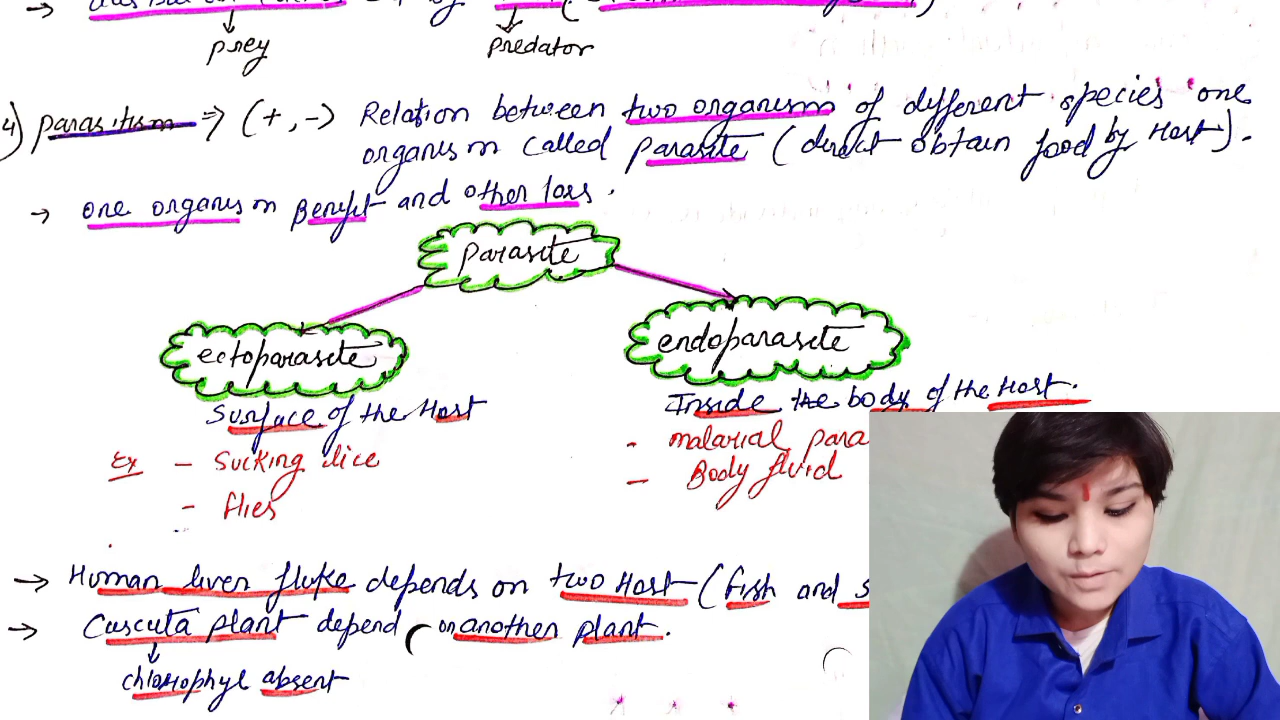 prey
predator
4) parasitism ⇒ (+, -) Relation between two organism of different species one
organism called parasite (direct obtain food by Host).
→ one organism Benefit and other loss.
parasite
ectoparasite
endoparasite
Surface of the Host
Inside the body of the Host.
Ex - Sucking lice
- malarial para
- flies
- Body fluid
→ Human liver fluke depends on two Host (fish and s
→ Cuscuta plant depend on another plant.
chlorophyl absent